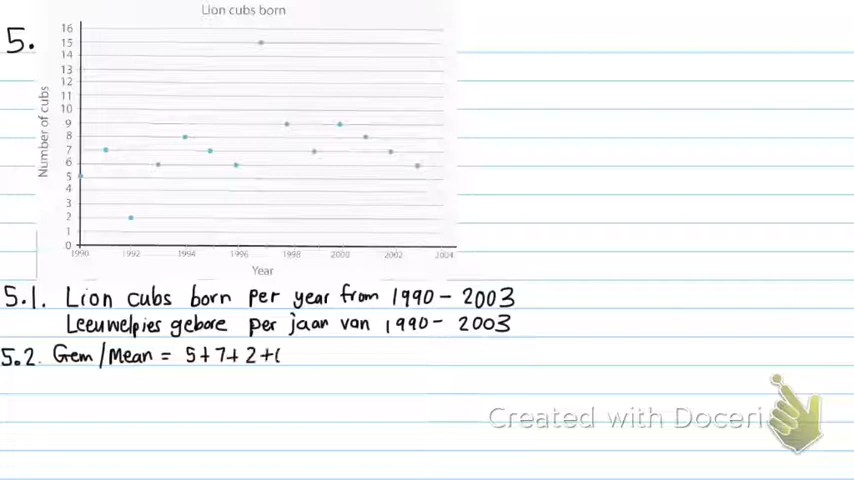 Lion cubs born
5.
16
15
14
13
12
11
10
9
8
7
6
5
4
3
2
1
0
Number of cubs
1990 1992 1994 1996 1998 2000 2002 2004
Year
5.1. Lion cubs born per year from 1990 - 2003
Leeuwelpies gebore per jaan van 1990 - 2003
5.2. Gem/Mean = 5+7+2+(
Created with Doceri